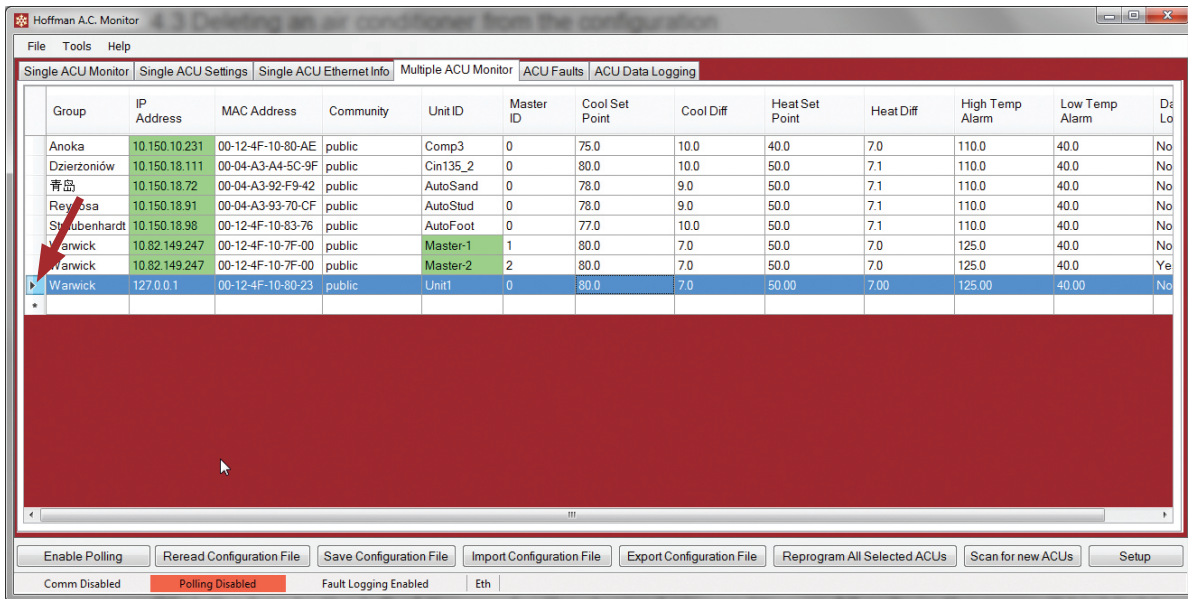 Hoffman A.C. Monitor
4.3 Deleting an air conditioner from the configuration
File Tools Help
Single ACU Monitor Single ACU Settings Single ACU Ethernet Info Multiple ACU Monitor ACU Faults ACU Data Logging
Group IP Address MAC Address Community Unit ID Master ID Cool Set Point Cool Diff Heat Set Point Heat Diff High Temp Alarm Low Temp Alarm Da Lo
Anoka 10.150.10.231 00-12-4F-10-80-AE public Comp3 0 75.0 10.0 40.0 7.0 110.0 40.0 No
Dzierżoniów 10.150.18.111 00-04-A3-A4-5C-9F public Cin135_2 0 80.0 10.0 50.0 7.1 110.0 40.0 No
青岛 10.150.18.72 00-04-A3-92-F9-42 public AutoSand 0 78.0 9.0 50.0 7.1 110.0 40.0 No
Reynosa 10.150.18.91 00-04-A3-93-70-CF public AutoStud 0 78.0 9.0 50.0 7.1 110.0 40.0 No
Straubenhardt 10.150.18.98 00-12-4F-10-83-76 public AutoFoot 0 77.0 10.0 50.0 7.1 110.0 40.0 No
Warwick 10.82.149.247 00-12-4F-10-7F-00 public Master-1 1 80.0 7.0 50.0 7.0 125.0 40.0 No
Warwick 10.82.149.247 00-12-4F-10-7F-00 public Master-2 2 80.0 7.0 50.0 7.0 125.0 40.0 Ye
Warwick 127.0.0.1 00-12-4F-10-80-23 public Unit1 0 80.0 7.0 50.00 7.00 125.00 40.00 No
Enable Polling Reread Configuration File Save Configuration File Import Configuration File Export Configuration File Reprogram All Selected ACUs Scan for new ACUs Setup
Comm Disabled Polling Disabled Fault Logging Enabled Eth